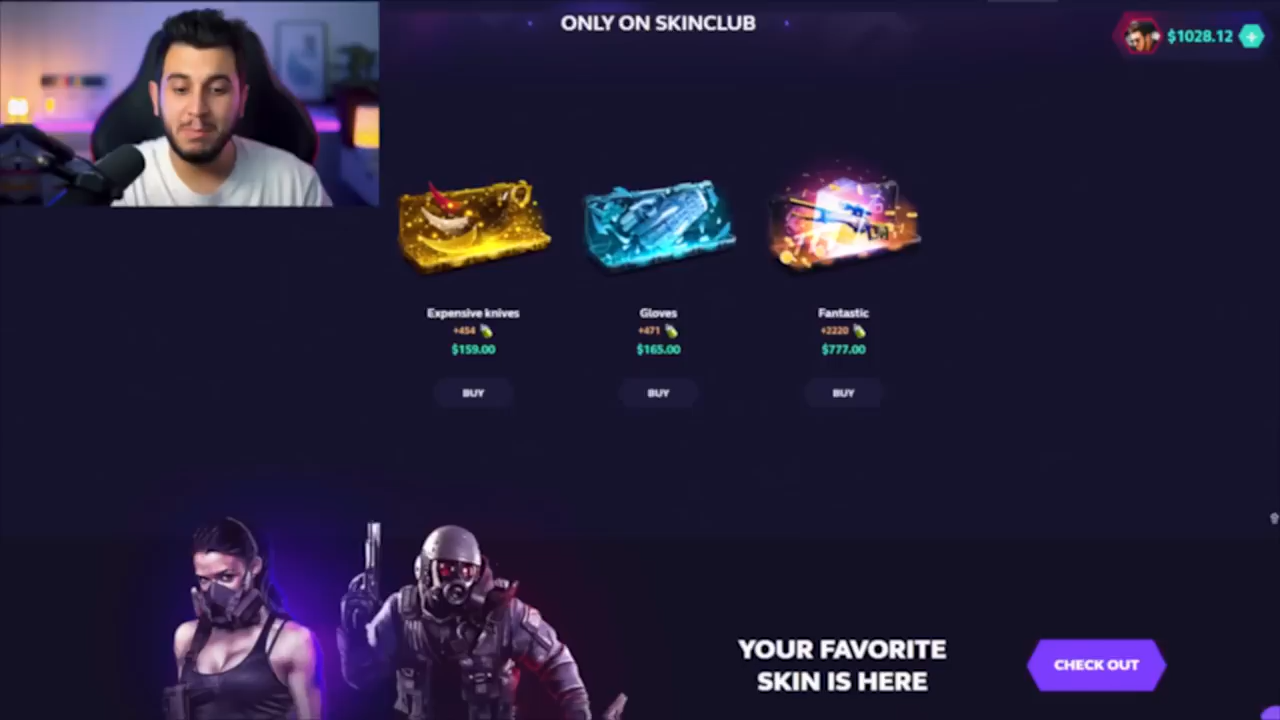 ONLY ON SKINCLUB
$1028.12
Expensive knives
+454
$159.00
BUY
Gloves
+471
$165.00
BUY
Fantastic
+2220
$777.00
BUY
YOUR FAVORITE
SKIN IS HERE
CHECK OUT